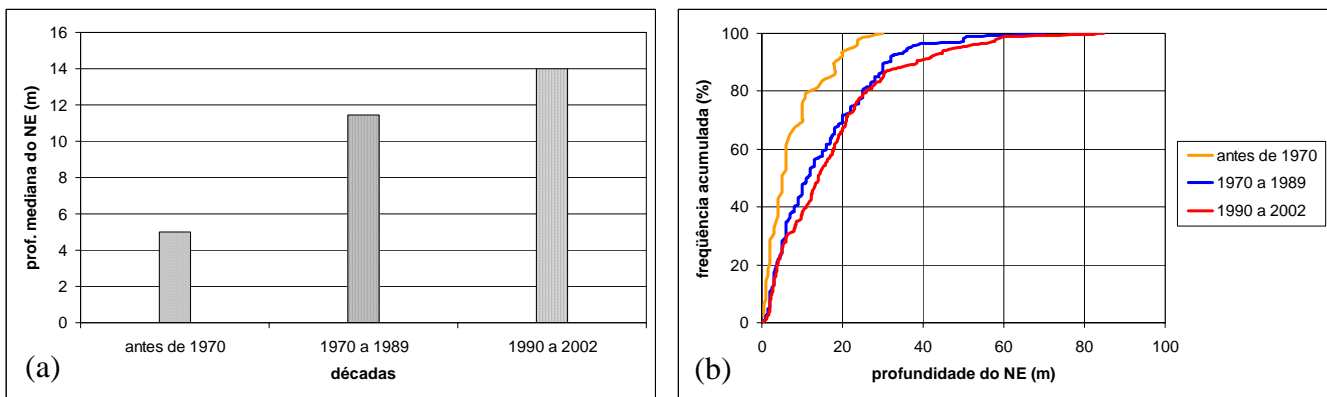 prof. mediana do NE (m)
16
14
12
10
8
6
4
2
0
antes de 1970
1970 a 1989
1990 a 2002
décadas
(a)
freqüência acumulada (%)
100
80
60
40
20
0
0 20 40 60 80 100
profundidade do NE (m)
(b)
antes de 1970
1970 a 1989
1990 a 2002